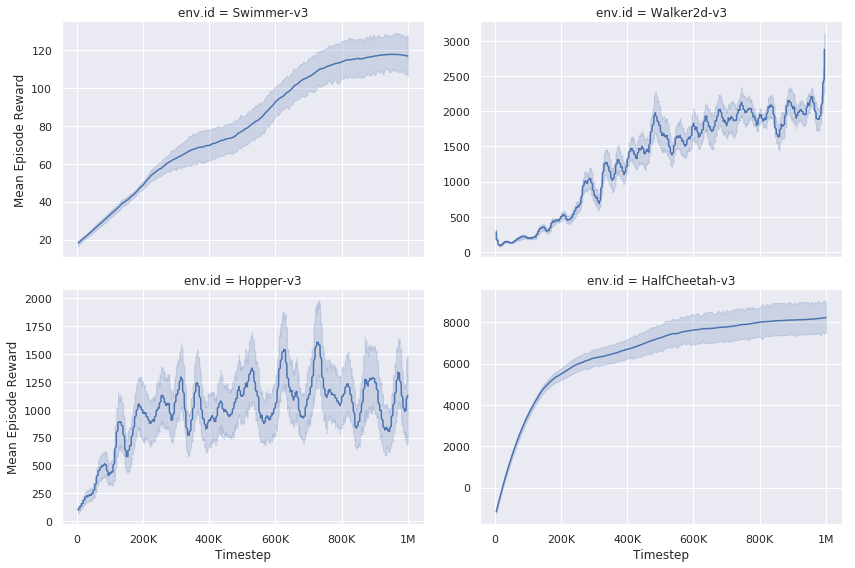 env.id = Swimmer-v3
120
100
80
60
40
20
Mean Episode Reward
env.id = Walker2d-v3
3000
2500
2000
1500
1000
500
0
env.id = Hopper-v3
2000
1750
1500
1250
1000
750
500
250
0
Mean Episode Reward
0 200K 400K 600K 800K 1M
Timestep
env.id = HalfCheetah-v3
8000
6000
4000
2000
0
0 200K 400K 600K 800K 1M
Timestep